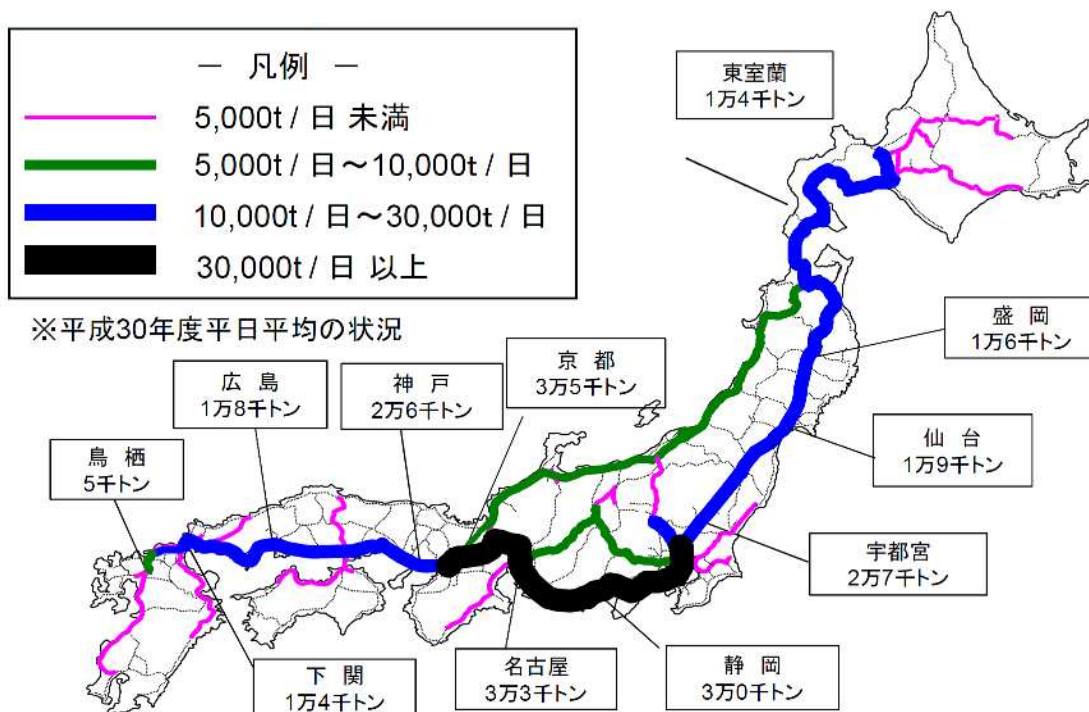 ― 凡例 ―
5,000t / 日 未満
5,000t / 日～10,000t / 日
10,000t / 日～30,000t / 日
30,000t / 日 以上
※平成30年度平日平均の状況
東室蘭
1万4千トン
盛 岡
1万6千トン
京 都
3万5千トン
広 島
1万8千トン
神 戸
2万6千トン
仙 台
1万9千トン
鳥 栖
5千トン
宇都宮
2万7千トン
下 関
1万4千トン
名古屋
3万3千トン
静 岡
3万0千トン